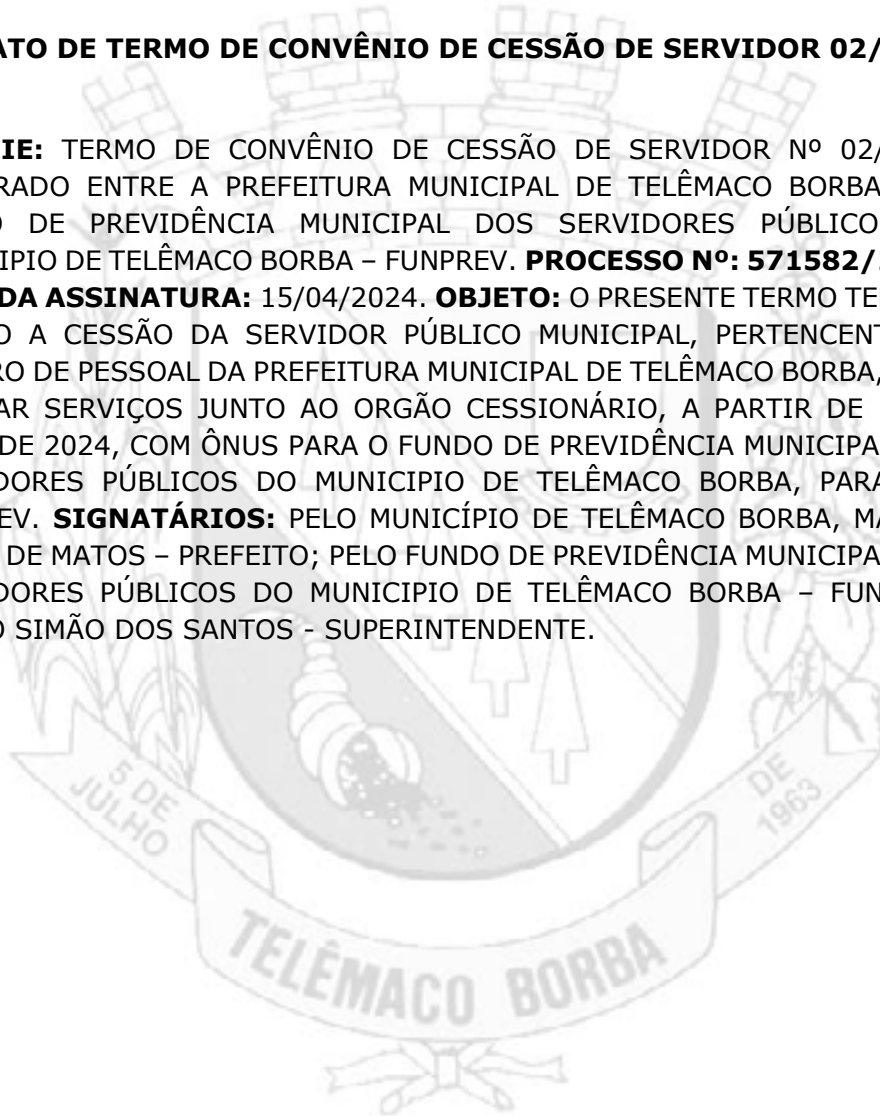 ATO DE TERMO DE CONVÊNIO DE CESSÃO DE SERVIDOR 02/
IE: TERMO DE CONVÊNIO DE CESSÃO DE SERVIDOR Nº 02/
RADO ENTRE A PREFEITURA MUNICIPAL DE TELÊMACO BORBA
O DE PREVIDÊNCIA MUNICIPAL DOS SERVIDORES PÚBLICO
IPIO DE TELÊMACO BORBA – FUNPREV. PROCESSO Nº: 571582/
DA ASSINATURA: 15/04/2024. OBJETO: O PRESENTE TERMO TE
O A CESSÃO DA SERVIDOR PÚBLICO MUNICIPAL, PERTENCENT
RO DE PESSOAL DA PREFEITURA MUNICIPAL DE TELÊMACO BORBA,
AR SERVIÇOS JUNTO AO ORGÃO CESSIONÁRIO, A PARTIR DE
DE 2024, COM ÔNUS PARA O FUNDO DE PREVIDÊNCIA MUNICIPA
DORES PÚBLICOS DO MUNICIPIO DE TELÊMACO BORBA, PARA
EV. SIGNATÁRIOS: PELO MUNICÍPIO DE TELÊMACO BORBA, MA
DE MATOS – PREFEITO; PELO FUNDO DE PREVIDÊNCIA MUNICIPA
DORES PÚBLICOS DO MUNICIPIO DE TELÊMACO BORBA – FUN
O SIMÃO DOS SANTOS - SUPERINTENDENTE.
5 DE JULHO
DE 1963
TELÊMACO BORBA